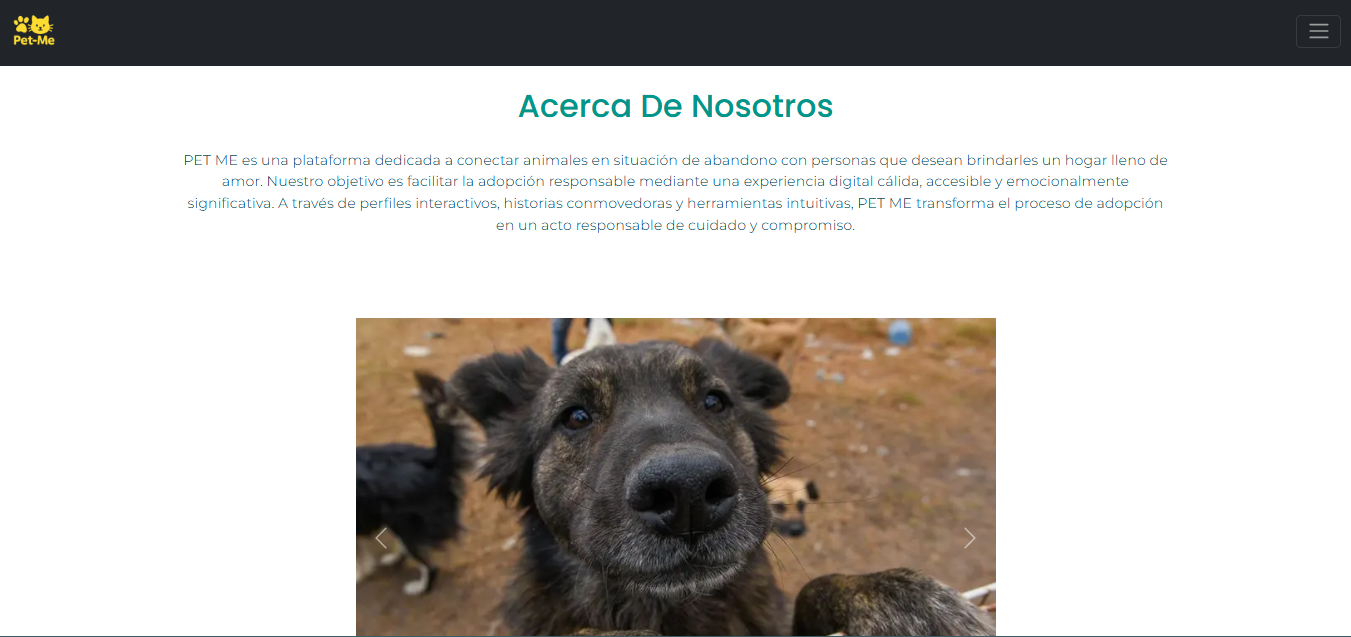 Pet-Me
Acerca De Nosotros
PET ME es una plataforma dedicada a conectar animales en situación de abandono con personas que desean brindarles un hogar lleno de
amor. Nuestro objetivo es facilitar la adopción responsable mediante una experiencia digital cálida, accesible y emocionalmente
significativa. A través de perfiles interactivos, historias conmovedoras y herramientas intuitivas, PET ME transforma el proceso de adopción
en un acto responsable de cuidado y compromiso.